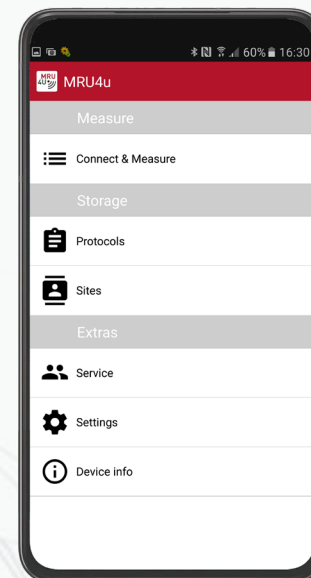 60% 16:30
MRU
4U
MRU4u
Measure
Connect & Measure
Storage
Protocols
Sites
Extras
Service
Settings
Device info